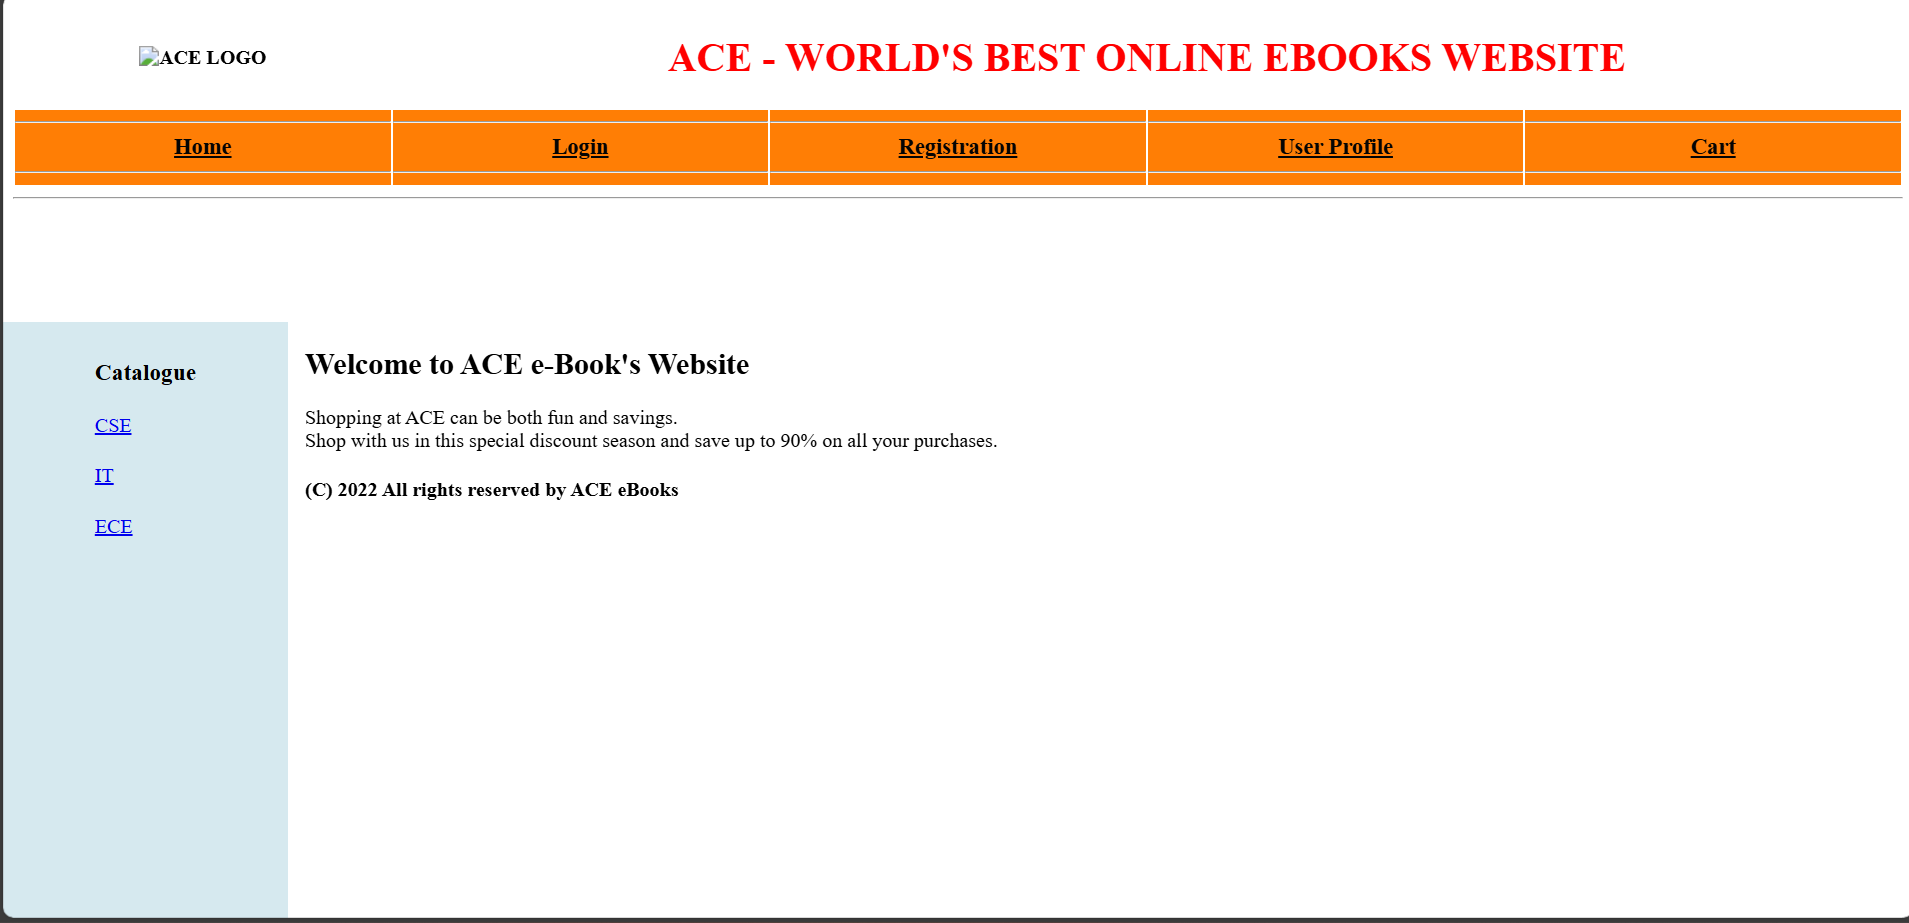 ACE LOGO
ACE - WORLD'S BEST ONLINE EBOOKS WEBSITE
Home Login Registration User Profile Cart
Catalogue
CSE
IT
ECE
Welcome to ACE e-Book's Website
Shopping at ACE can be both fun and savings.
Shop with us in this special discount season and save up to 90% on all your purchases.
(C) 2022 All rights reserved by ACE eBooks